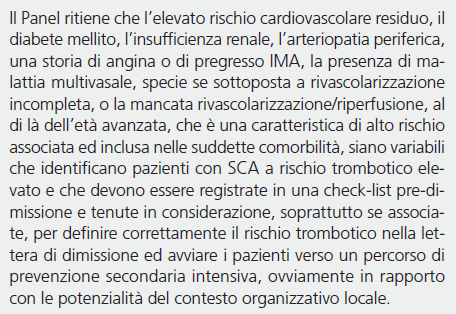 Il Panel ritiene che l’elevato rischio cardiovascolare residuo, il
diabete mellito, l’insufficienza renale, l’arteriopatia periferica,
una storia di angina o di pregresso IMA, la presenza di ma-
lattia multivasale, specie se sottoposta a rivascolarizzazione
incompleta, o la mancata rivascolarizzazione/riperfusione, al
di là dell’età avanzata, che è una caratteristica di alto rischio
associata ed inclusa nelle suddette comorbilità, siano variabili
che identificano pazienti con SCA a rischio trombotico ele-
vato e che devono essere registrate in una check-list pre-di-
missione e tenute in considerazione, soprattutto se associa-
te, per definire correttamente il rischio trombotico nella let-
tera di dimissione ed avviare i pazienti verso un percorso di
prevenzione secondaria intensiva, ovviamente in rapporto
con le potenzialità del contesto organizzativo locale.